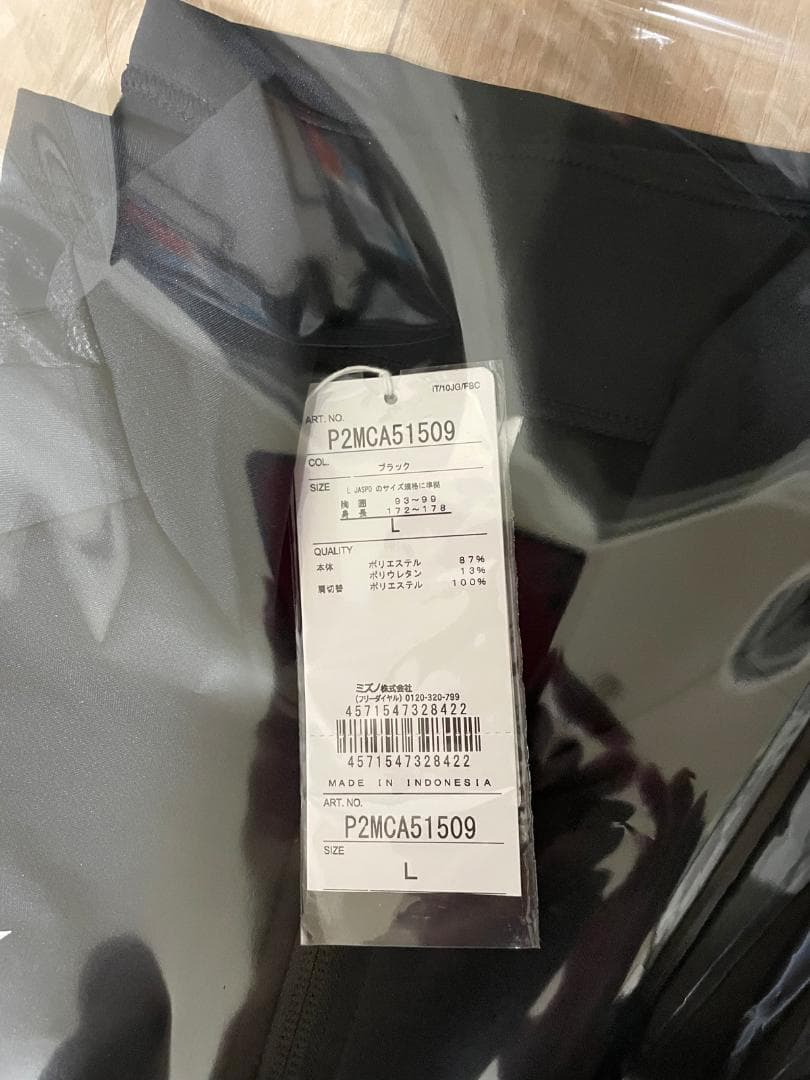 iT/10JG/FBC
ART. NO.
P2MCA51509
COL.
ブラック
SIZE
L JASPO のサイズ規格に準拠
胸 囲 93～99
身 長 172～178
L
QUALITY
本体 ポリエステル 87%
ポリウレタン 13%
肩切替 ポリエステル 100%
ミズノ株式会社
(フリーダイヤル) 0120-320-799
4571547328422
4571547328422
MADE IN INDONESIA
ART. NO.
P2MCA51509
SIZE
L